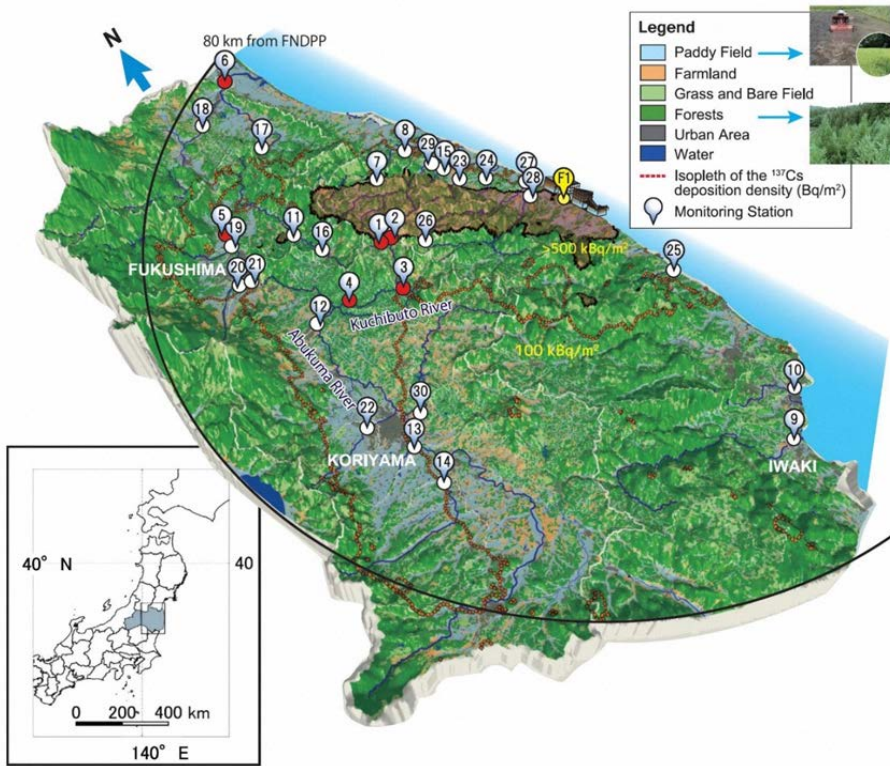 N
80 km from FNDPP
6
18
17
8
29
15
7
23
24
27
28
F1
5
19
11
16
1
2
26
>500 kBq/m²
25
FUKUSHIMA
20
21
4
3
12
Kuchibuto River
100 kBq/m²
Abukuma River
22
30
13
KORIYAMA
14
10
9
IWAKI
Legend
Paddy Field
Farmland
Grass and Bare Field
Forests
Urban Area
Water
Isopleth of the ¹³⁷Cs
deposition density (Bq/m²)
Monitoring Station
40° N
40
0 200 400 km
140° E